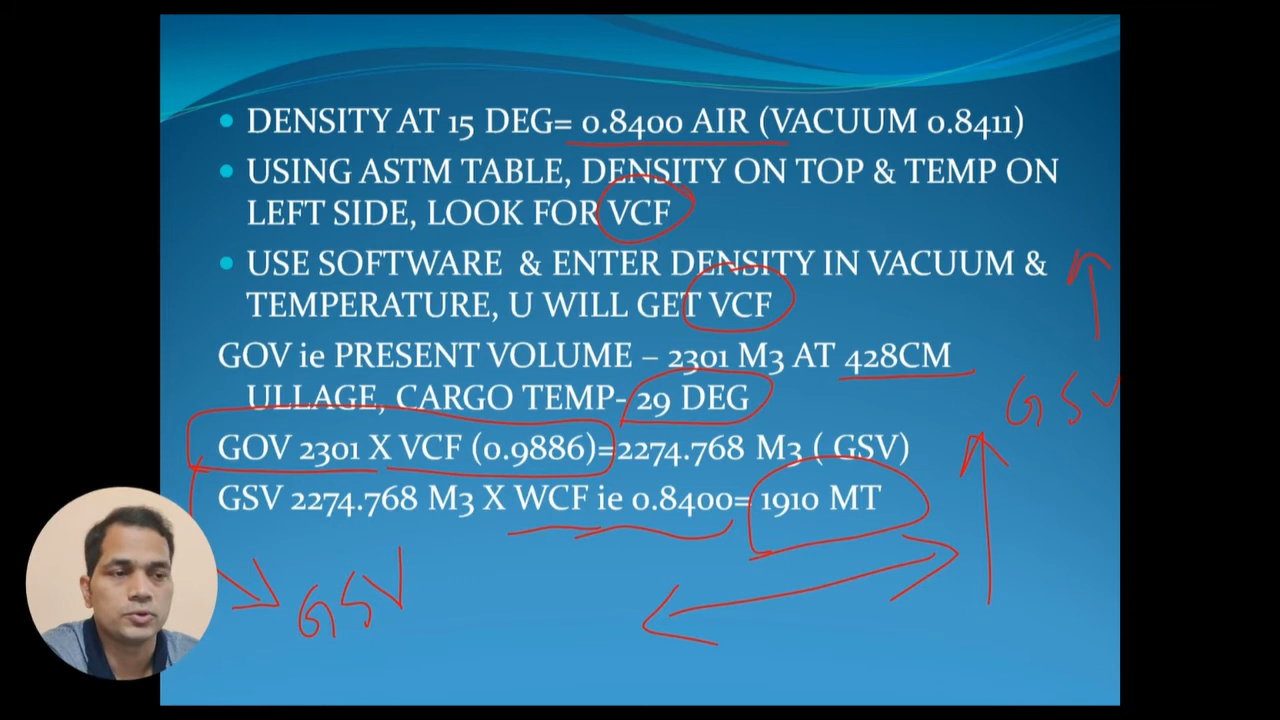 DENSITY AT 15 DEG= 0.8400 AIR (VACUUM 0.8411)
USING ASTM TABLE, DENSITY ON TOP & TEMP ON
LEFT SIDE, LOOK FOR VCF
USE SOFTWARE & ENTER DENSITY IN VACUUM &
TEMPERATURE, U WILL GET VCF
GOV ie PRESENT VOLUME – 2301 M3 AT 428CM
ULLAGE, CARGO TEMP- 29 DEG
GSV
GOV 2301 X VCF (0.9886)=2274.768 M3 ( GSV)
GSV 2274.768 M3 X WCF ie 0.8400= 1910 MT
GSV